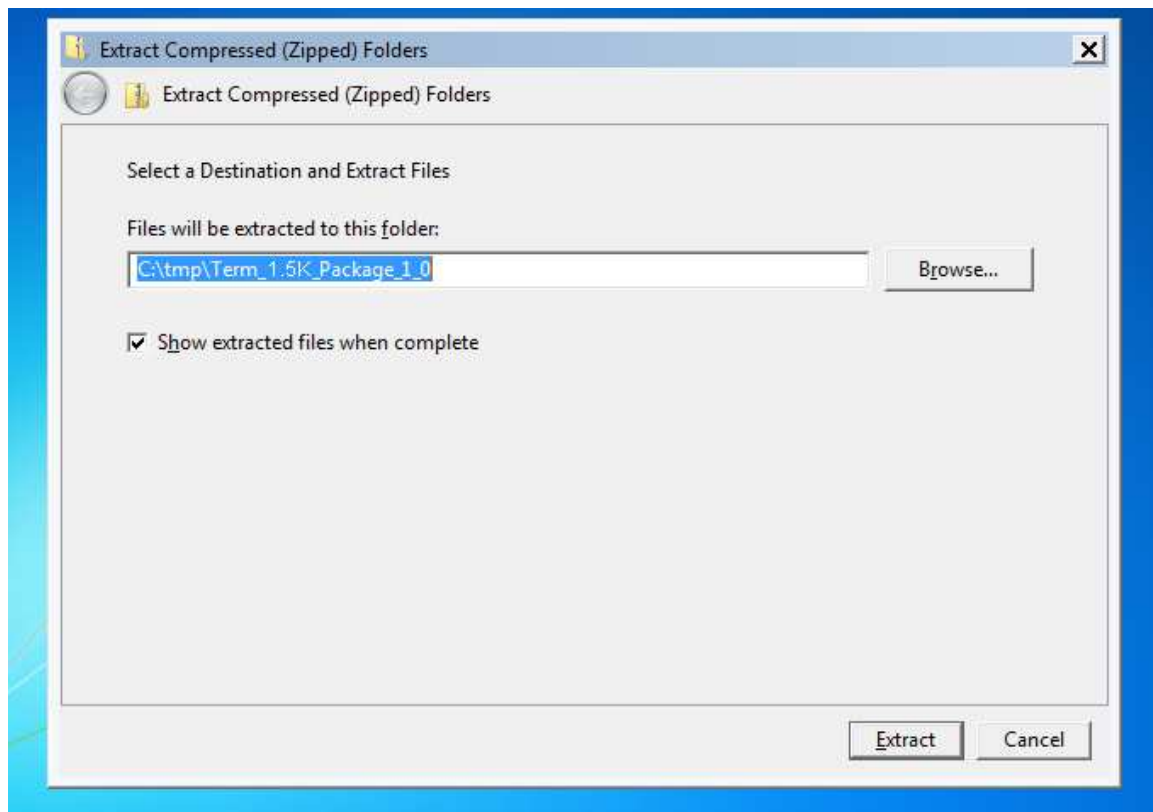 Extract Compressed (Zipped) Folders
Extract Compressed (Zipped) Folders
Select a Destination and Extract Files
Files will be extracted to this folder:
C:\tmp\Term_1.5K_Package_1_0
Browse...
Show extracted files when complete
Extract Cancel